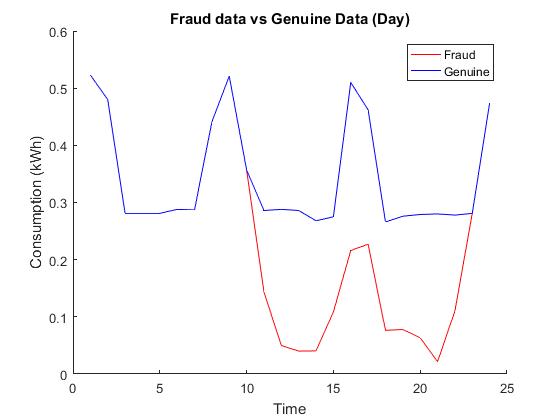 Fraud data vs Genuine Data (Day)
Fraud
Genuine
Consumption (kWh)
0.6
0.5
0.4
0.3
0.2
0.1
0
0 5 10 15 20 25
Time